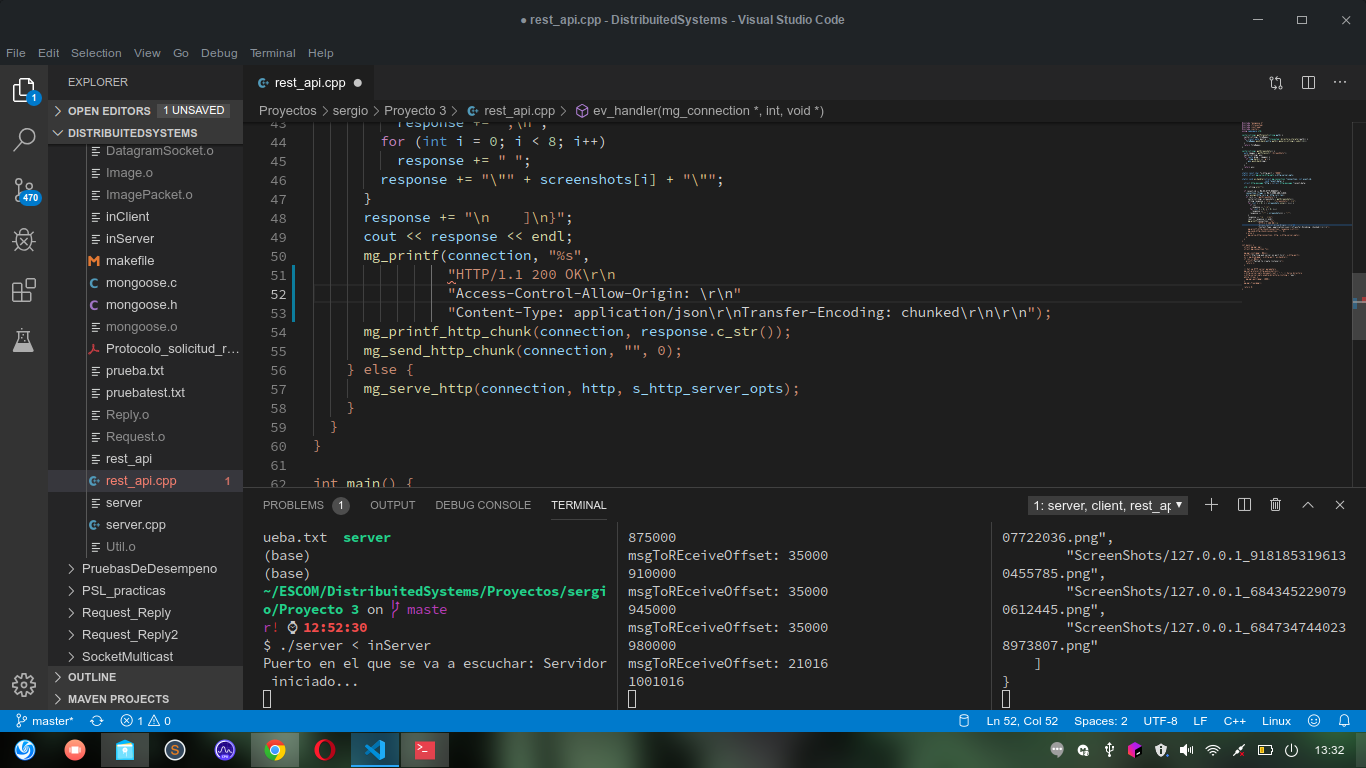 ● rest_api.cpp - DistribuitedSystems - Visual Studio Code
File Edit Selection View Go Debug Terminal Help
EXPLORER
OPEN EDITORS 1 UNSAVED
DISTRIBUITEDSYSTEMS
DatagramSocket.o
Image.o
ImagePacket.o
inClient
inServer
makefile
mongoose.c
mongoose.h
mongoose.o
Protocolo_solicitud_r...
prueba.txt
pruebatest.txt
Reply.o
Request.o
rest_api
rest_api.cpp 1
server
server.cpp
Util.o
PruebasDeDesempeno
PSL_practicas
Request_Reply
Request_Reply2
SocketMulticast
OUTLINE
MAVEN PROJECTS
1
470
rest_api.cpp ●
Proyectos > sergio > Proyecto 3 > rest_api.cpp > ev_handler(mg_connection *, int, void *)
43 response += ",\n";
44 for (int i = 0; i < 8; i++)
45 response += " ";
46 response += "\"" + screenshots[i] + "\"";
47 }
48 response += "\n    ]\n}";
49 cout << response << endl;
50 mg_printf(connection, "%s",
51 "HTTP/1.1 200 OK\r\n
52 "Access-Control-Allow-Origin: \r\n"
53 "Content-Type: application/json\r\nTransfer-Encoding: chunked\r\n\r\n");
54 mg_printf_http_chunk(connection, response.c_str());
55 mg_send_http_chunk(connection, "", 0);
56 } else {
57 mg_serve_http(connection, http, s_http_server_opts);
58 }
59 }
60 }
61
62 int main() {
PROBLEMS 1 OUTPUT DEBUG CONSOLE TERMINAL
1: server, client, rest_ap
ueba.txt  server
(base)
(base)
~/ESCOM/DistribuitedSystems/Proyectos/sergi
o/Proyecto 3 on maste
r! 12:52:30
$ ./server < inServer
Puerto en el que se va a escuchar: Servidor
iniciado...
875000
msgToREceiveOffset: 35000
910000
msgToREceiveOffset: 35000
945000
msgToREceiveOffset: 35000
980000
msgToREceiveOffset: 21016
1001016
07722036.png",
"ScreenShots/127.0.0.1_918185319613
0455785.png",
"ScreenShots/127.0.0.1_684345229079
0612445.png",
"ScreenShots/127.0.0.1_684734744023
8973807.png"
]
}
master* 1 0 Ln 52, Col 52 Spaces: 2 UTF-8 LF C++ Linux
13:32